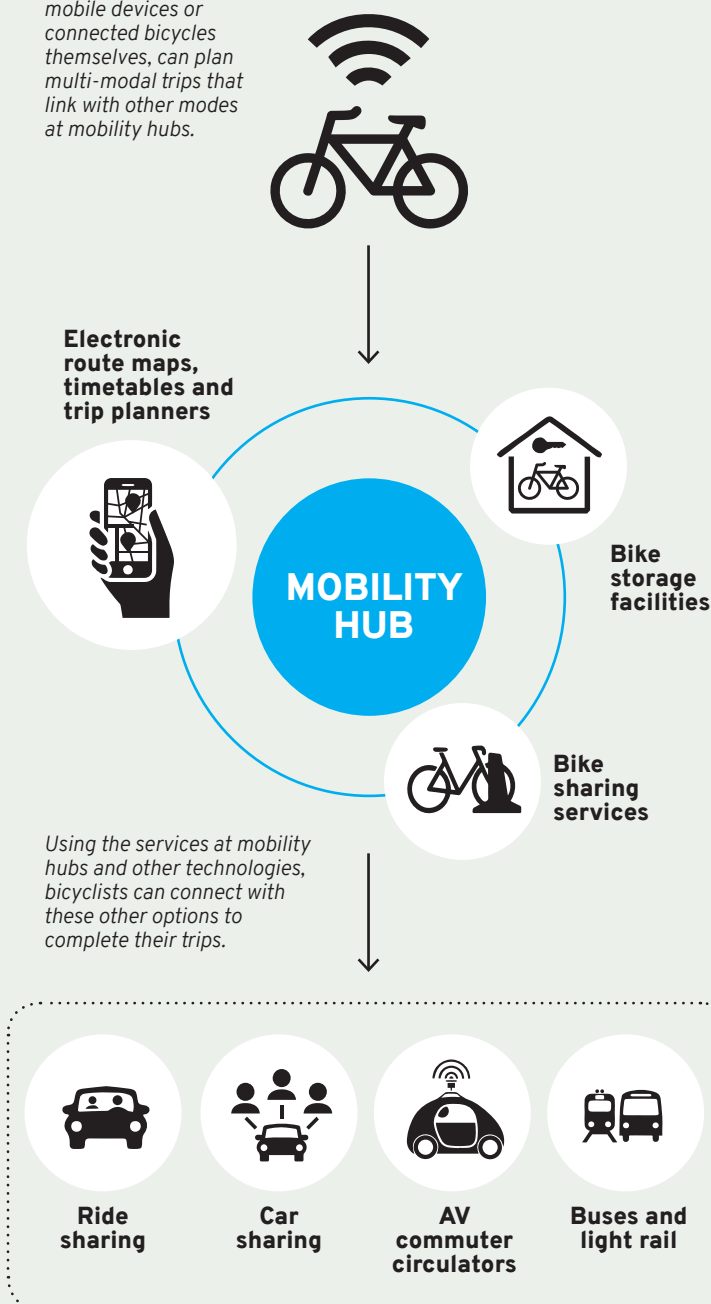 mobile devices or
connected bicycles
themselves, can plan
multi-modal trips that
link with other modes
at mobility hubs.
Electronic
route maps,
timetables and
trip planners
MOBILITY
HUB
Bike
storage
facilities
Bike
sharing
services
Using the services at mobility
hubs and other technologies,
bicyclists can connect with
these other options to
complete their trips.
Ride
sharing
Car
sharing
AV
commuter
circulators
Buses and
light rail